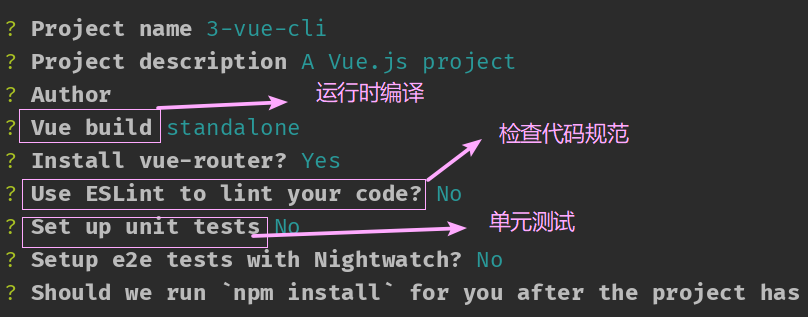 ? Project name 3-vue-cli
? Project description A Vue.js project
? Author
运行时编译
? Vue build standalone
检查代码规范
? Install vue-router? Yes
? Use ESLint to lint your code? No
? Set up unit tests No
单元测试
? Setup e2e tests with Nightwatch? No
? Should we run `npm install` for you after the project has